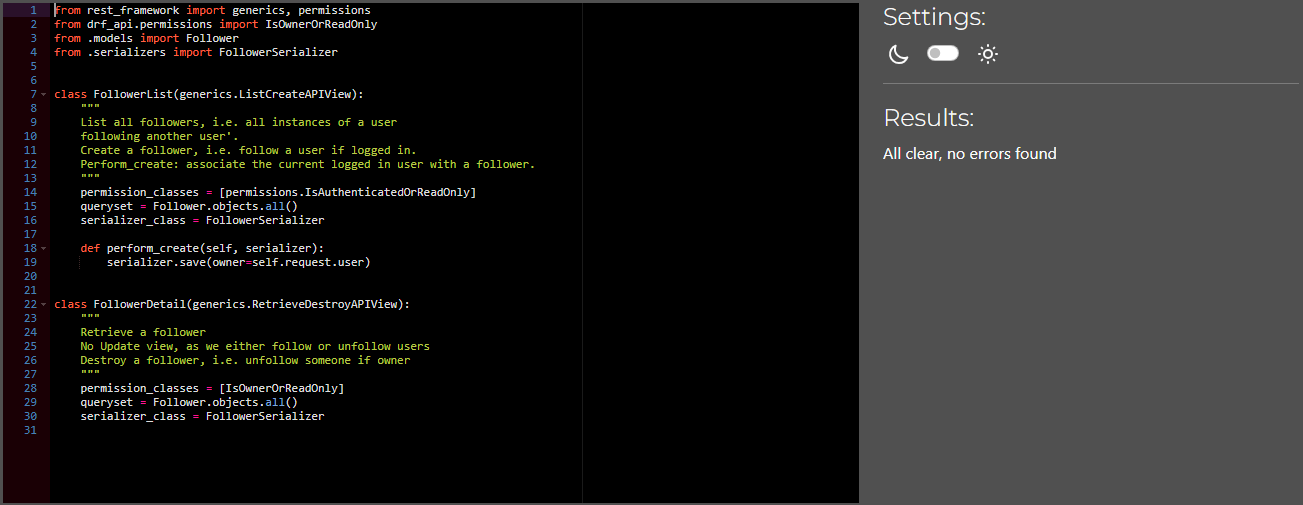 1 from rest_framework import generics, permissions
2 from drf_api.permissions import IsOwnerOrReadOnly
3 from .models import Follower
4 from .serializers import FollowerSerializer
5
6
7 class FollowerList(generics.ListCreateAPIView):
8     """
9     List all followers, i.e. all instances of a user
10     following another user'.
11     Create a follower, i.e. follow a user if logged in.
12     Perform_create: associate the current logged in user with a follower.
13     """
14     permission_classes = [permissions.IsAuthenticatedOrReadOnly]
15     queryset = Follower.objects.all()
16     serializer_class = FollowerSerializer
17
18     def perform_create(self, serializer):
19         serializer.save(owner=self.request.user)
20
21
22 class FollowerDetail(generics.RetrieveDestroyAPIView):
23     """
24     Retrieve a follower
25     No Update view, as we either follow or unfollow users
26     Destroy a follower, i.e. unfollow someone if owner
27     """
28     permission_classes = [IsOwnerOrReadOnly]
29     queryset = Follower.objects.all()
30     serializer_class = FollowerSerializer
31
Settings:
Results:
All clear, no errors found